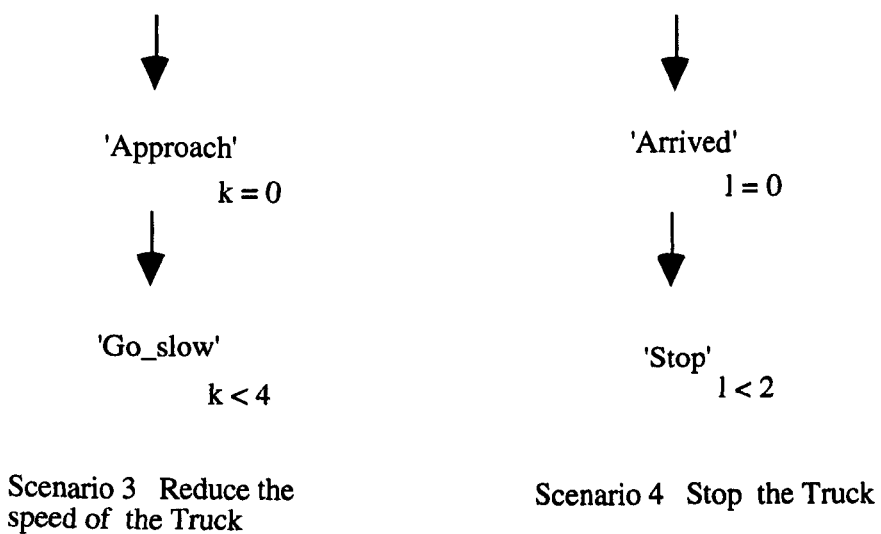 'Approach'
k = 0
'Go_slow'
k < 4
Scenario 3 Reduce the
speed of the Truck
'Arrived'
l = 0
'Stop'
l < 2
Scenario 4 Stop the Truck